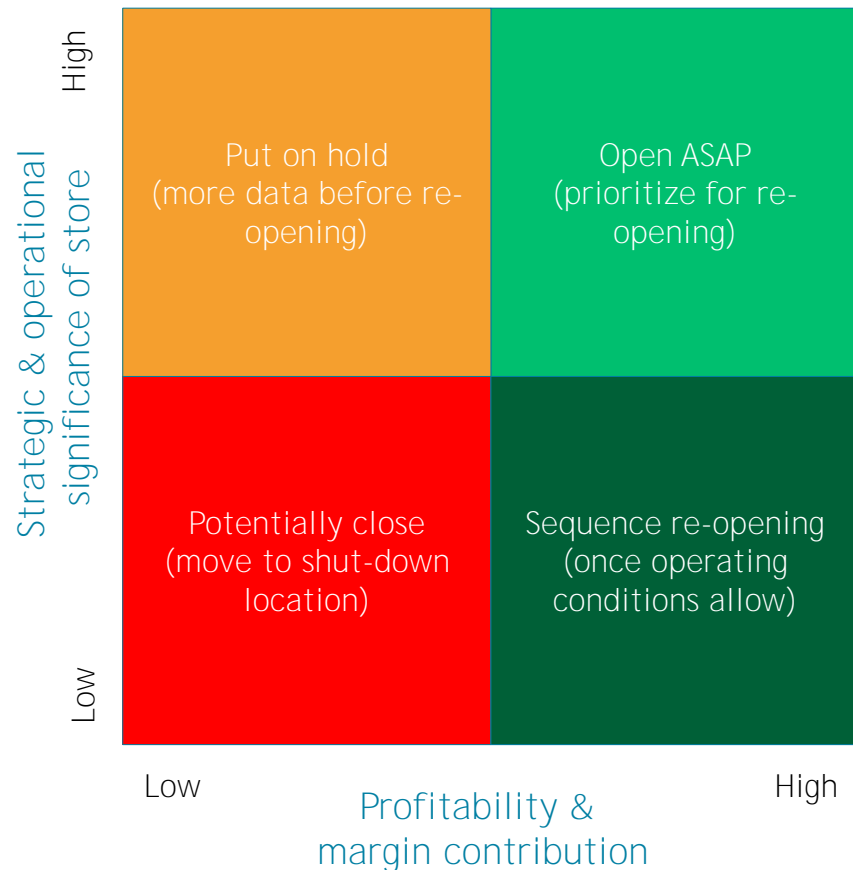 High
Strategic & operational
significance of store
Low
Put on hold
(more data before re-
opening)
Open ASAP
(prioritize for re-
opening)
Potentially close
(move to shut-down
location)
Sequence re-opening
(once operating
conditions allow)
Low
High
Profitability &
margin contribution